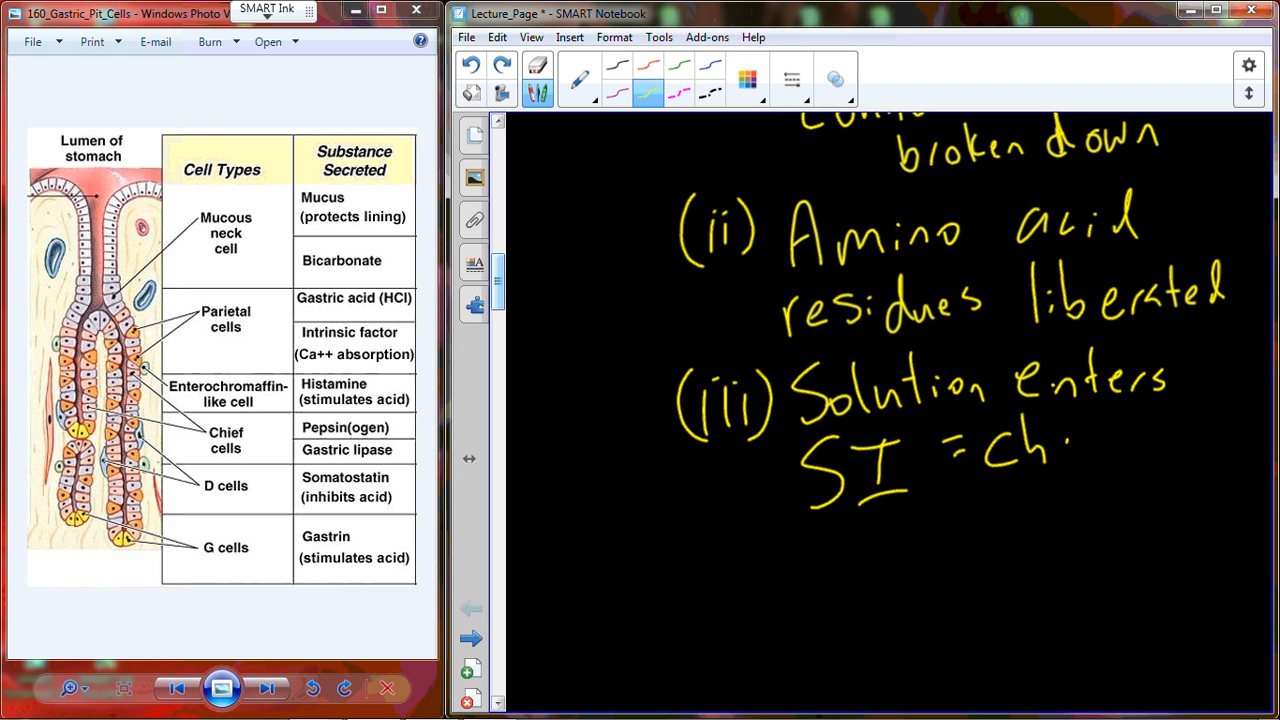 160_Gastric_Pit_Cells - Windows Photo V
SMART Ink
File Print E-mail Burn Open
Lumen of
stomach
Cell Types
Substance
Secreted
Mucous
neck
cell
Mucus
(protects lining)
Bicarbonate
Parietal
cells
Gastric acid (HCl)
Intrinsic factor
(Ca++ absorption)
Enterochromaffin-
like cell
Histamine
(stimulates acid)
Chief
cells
Pepsin(ogen)
Gastric lipase
D cells
Somatostatin
(inhibits acid)
G cells
Gastrin
(stimulates acid)
Lecture_Page * - SMART Notebook
File Edit View Insert Format Tools Add-ons Help
broken down
(ii) Amino acid
residues liberated
(iii) Solution enters
SI = ch